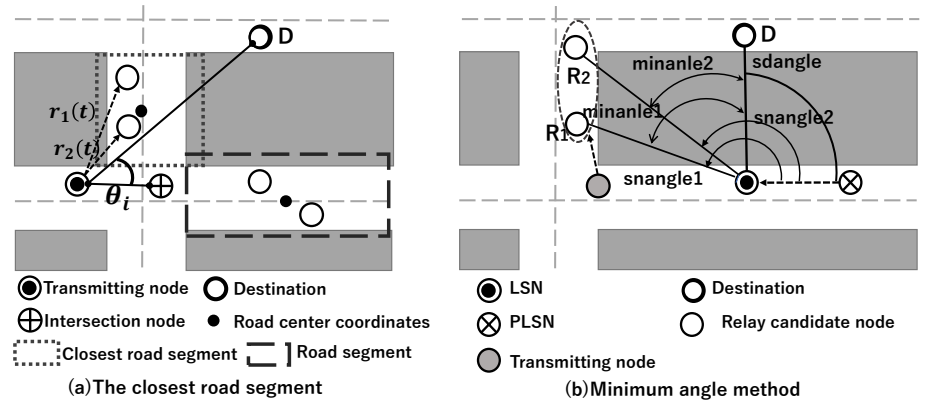 D
r₁(t)
r₂(t)
θᵢ
Transmitting node
Destination
Intersection node
Road center coordinates
Closest road segment
Road segment
(a)The closest road segment
D
sdangle
minanle2
R₂
minanle1
snangle2
R₁
snangle1
LSN
Destination
PLSN
Relay candidate node
Transmitting node
(b)Minimum angle method